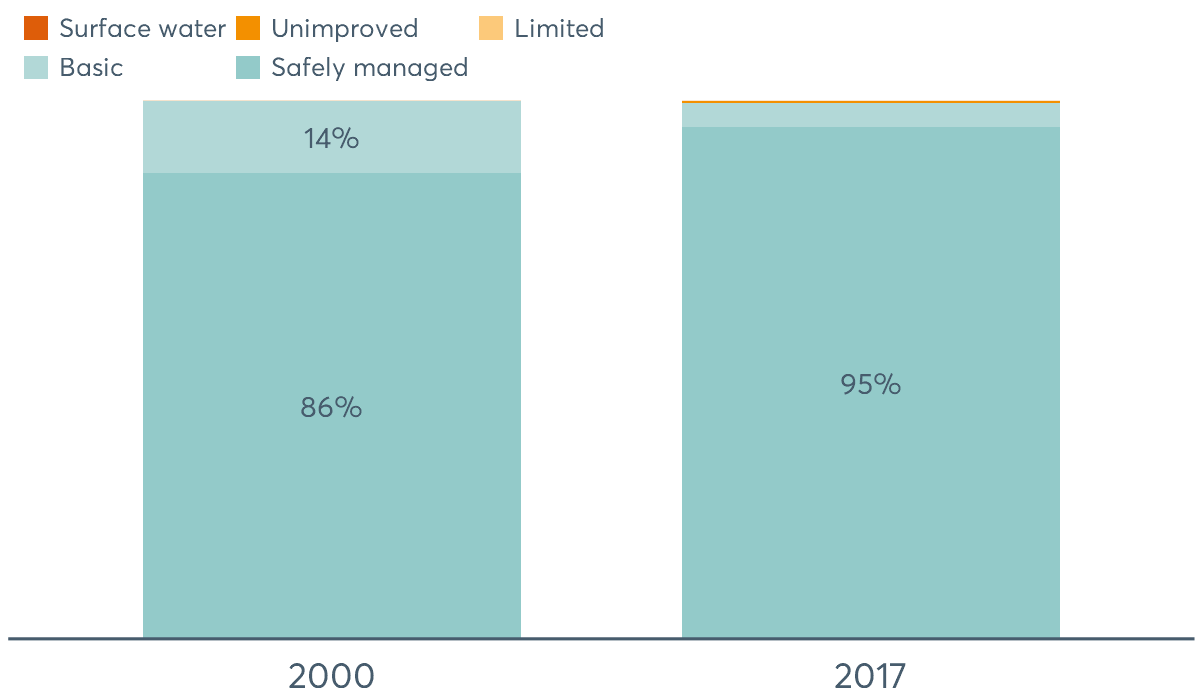 Surface water Unimproved Limited
Basic Safely managed
14%
86%
95%
2000 2017